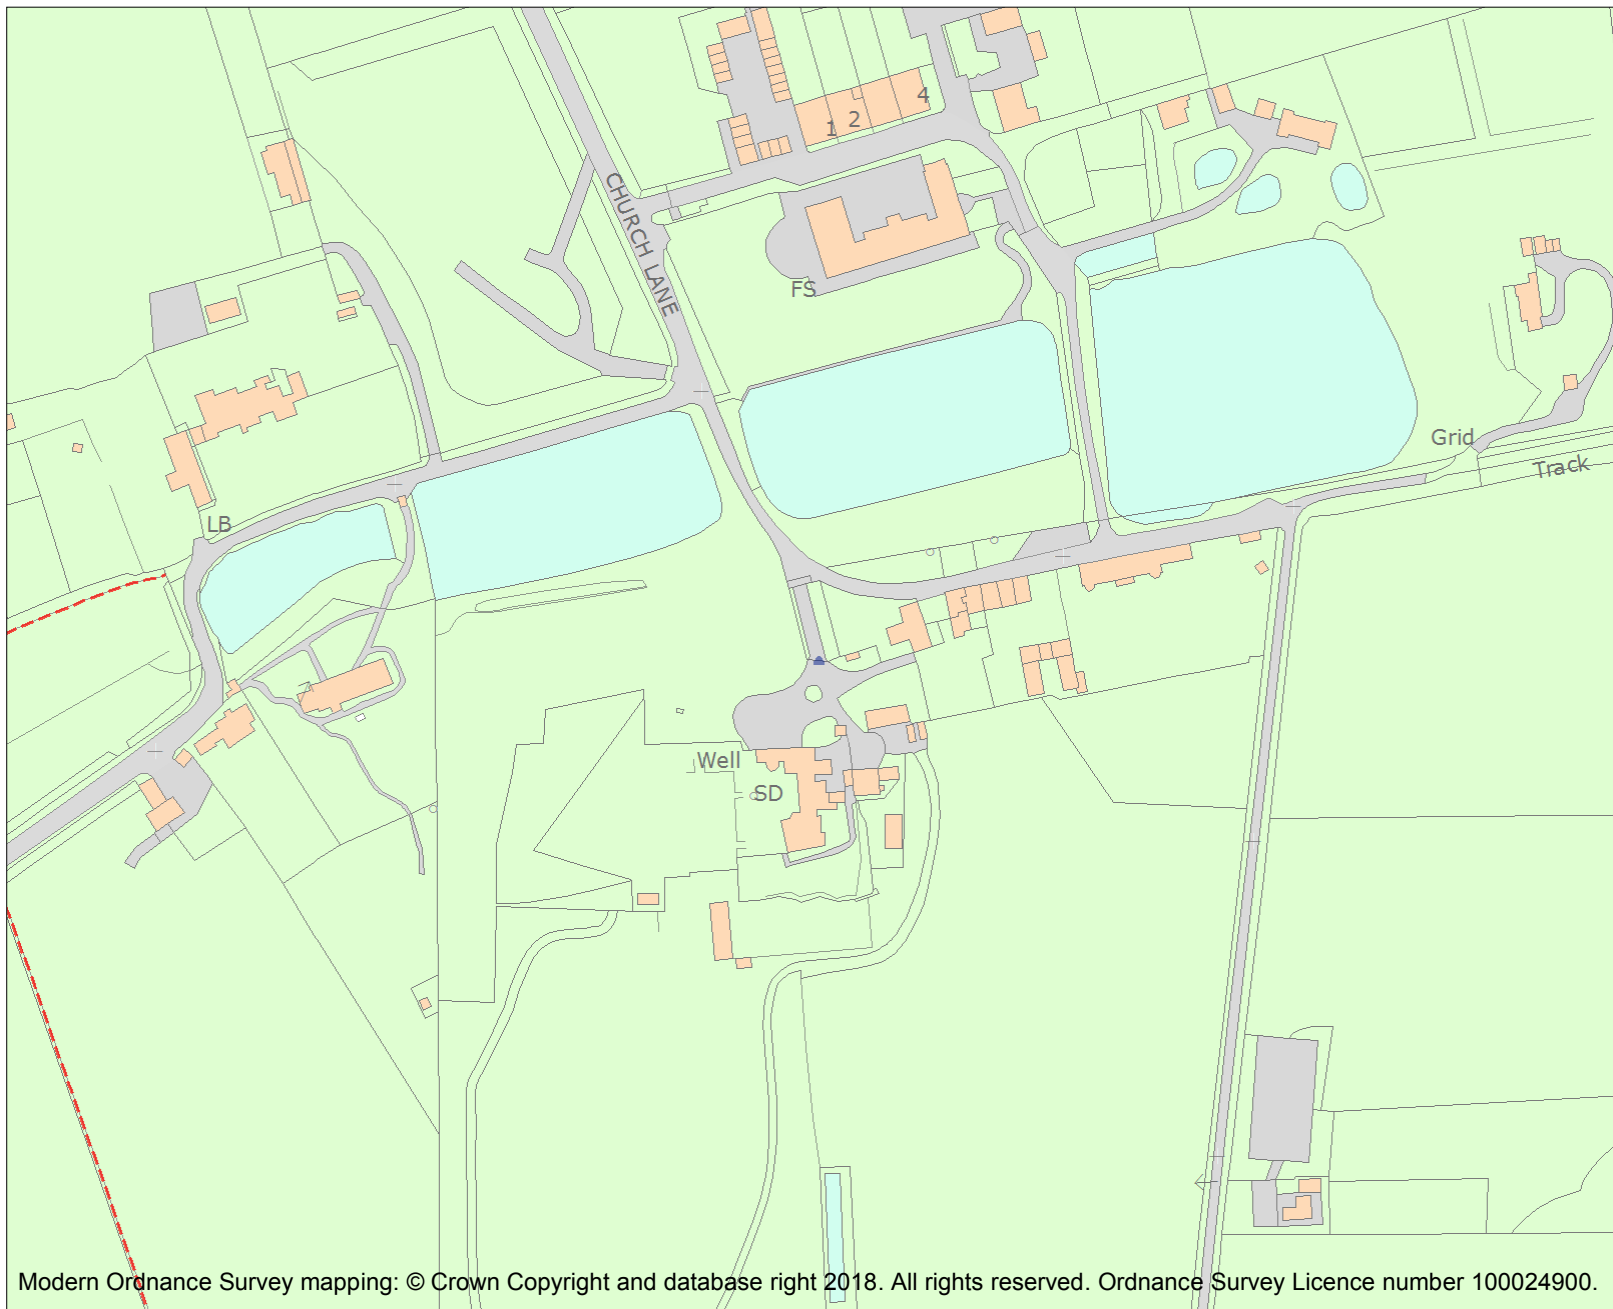 4
2
1
CHURCH LANE
FS
Grid
Track
LB
Well
SD
Modern Ordnance Survey mapping: © Crown Copyright and database right 2018. All rights reserved. Ordnance Survey Licence number 100024900.